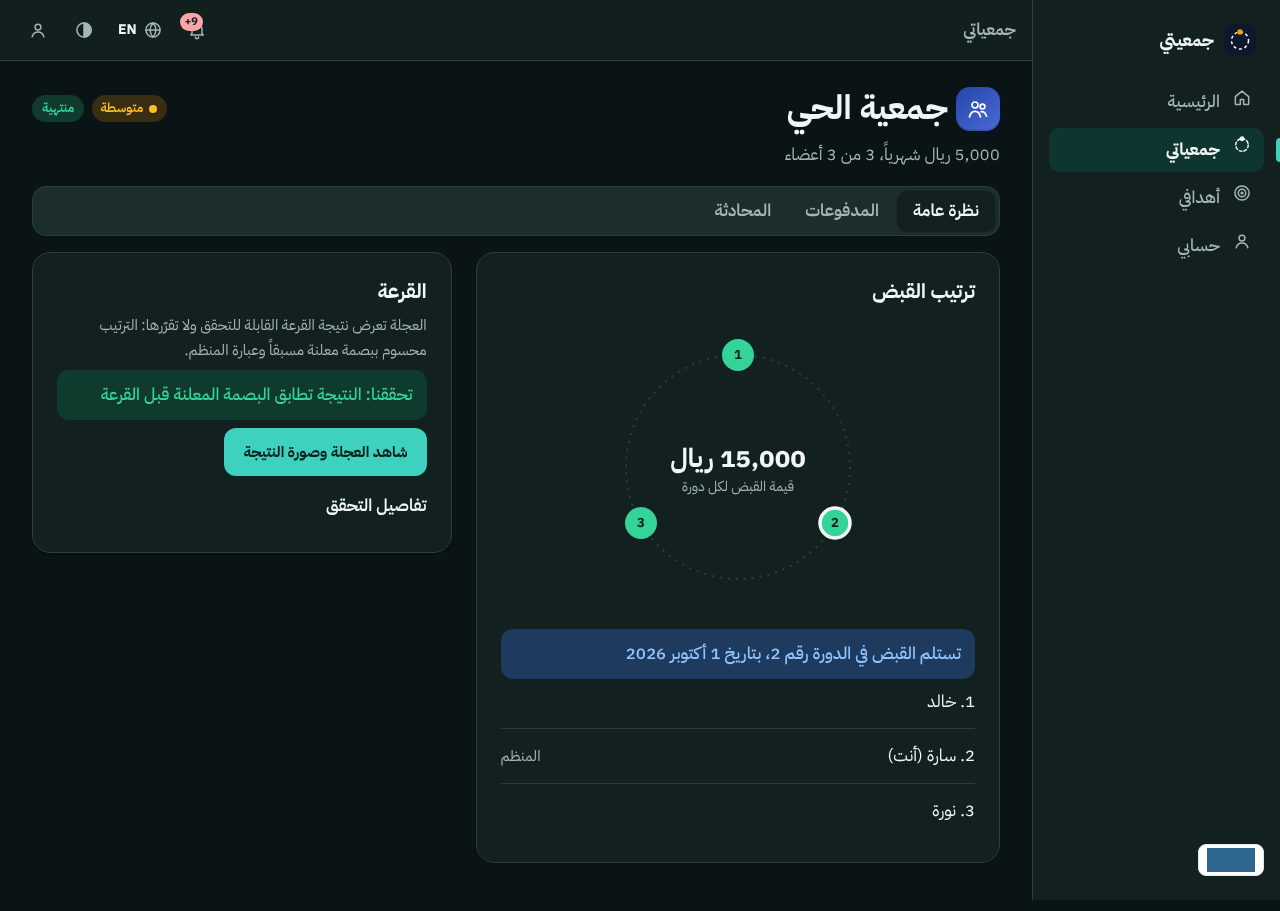 جمعيتي
الرئيسية
جمعياتي
أهدافي
حسابي
جمعياتي
+9
EN
جمعية الحي
متوسطة
منتهية
5,000 ريال شهرياً، 3 من 3 أعضاء
نظرة عامة
المدفوعات
المحادثة
ترتيب القبض
1
15,000 ريال
قيمة القبض لكل دورة
2
3
تستلم القبض في الدورة رقم 2، بتاريخ 1 أكتوبر 2026
1. خالد
2. سارة (أنت)
المنظم
3. نورة
القرعة
العجلة تعرض نتيجة القرعة القابلة للتحقق ولا تقرّرها: الترتيب
محسوم ببصمة معلنة مسبقاً وعبارة المنظم.
تحققنا: النتيجة تطابق البصمة المعلنة قبل القرعة
شاهد العجلة وصورة النتيجة
تفاصيل التحقق